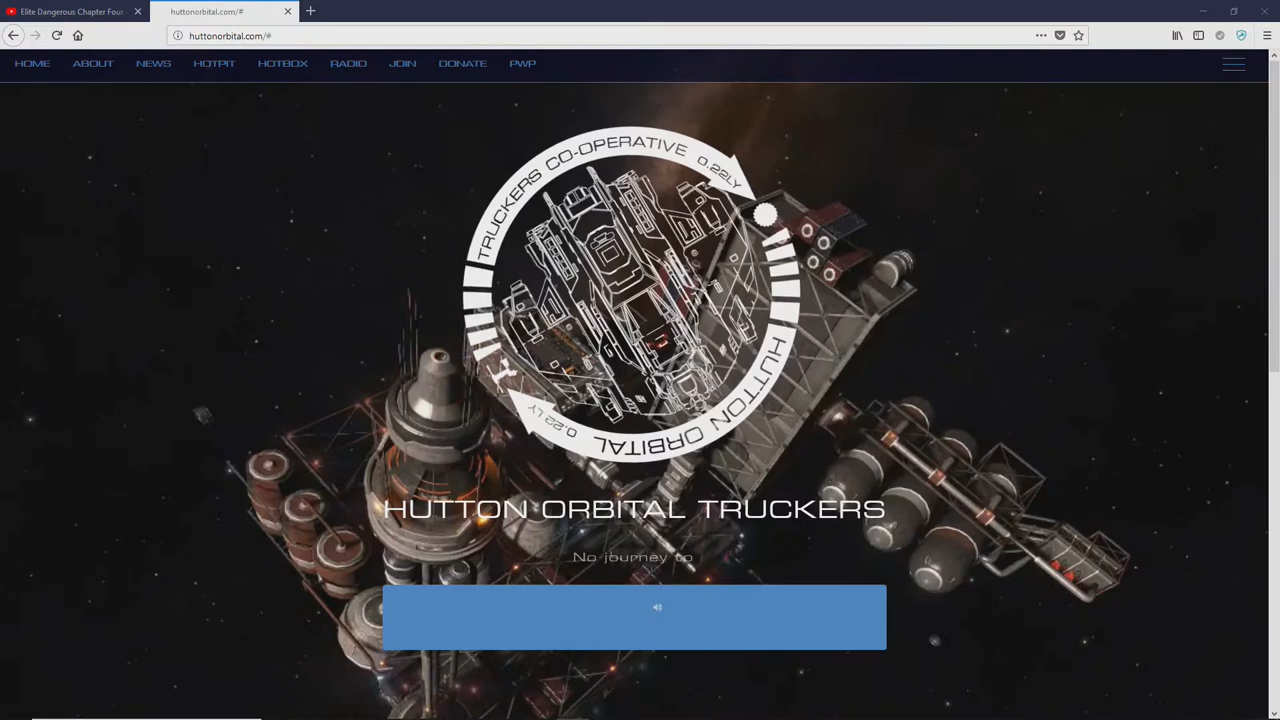 Elite Dangerous Chapter Four
huttonorbital.com/#
huttonorbital.com/#
HOME ABOUT NEWS HOTPIT HOTBOX RADIO JOIN DONATE PWP
TRUCKERS CO-OPERATIVE 0.22LY
HUTTON ORBITAL 0.22LY
HUTTON ORBITAL TRUCKERS
No journey to